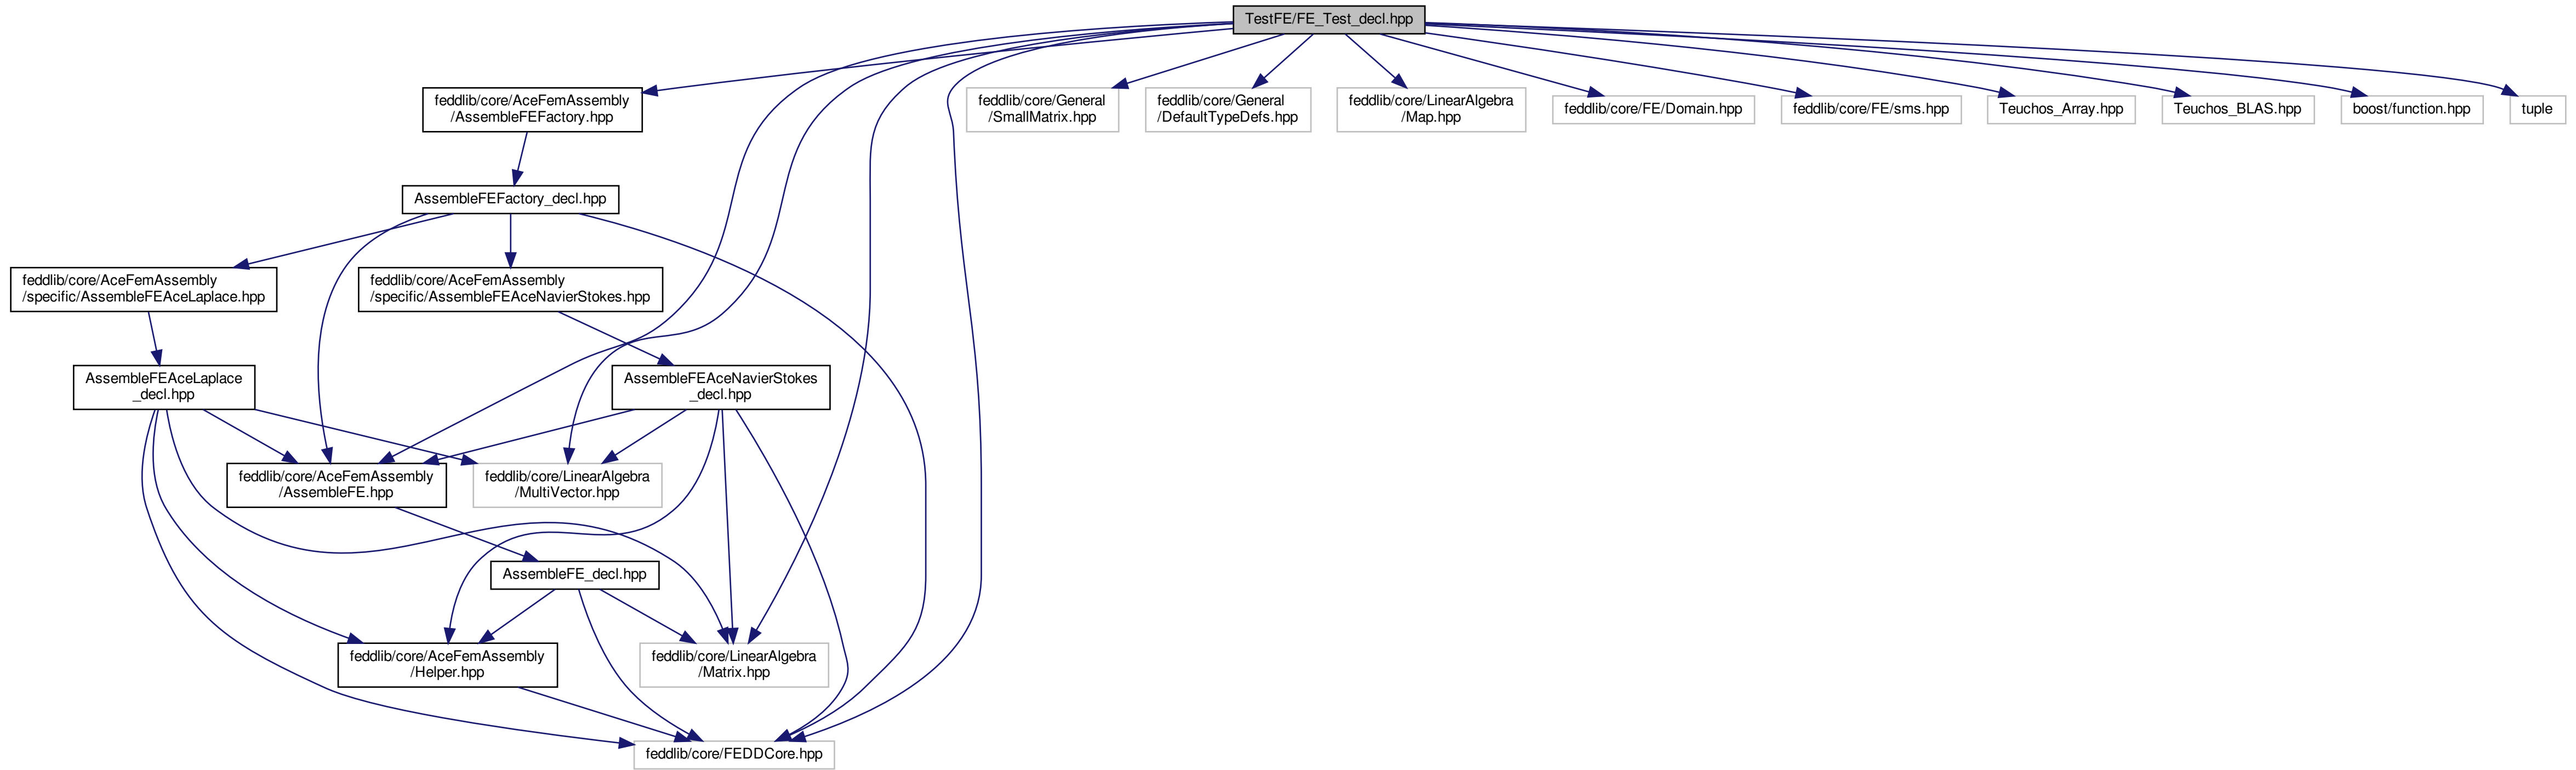 TestFE/FE_Test_decl.hpp
feddlib/core/AceFemAssembly
/AssembleFEFactory.hpp
feddlib/core/General
/SmallMatrix.hpp
feddlib/core/General
/DefaultTypeDefs.hpp
feddlib/core/LinearAlgebra
/Map.hpp
feddlib/core/FE/Domain.hpp
feddlib/core/FE/sms.hpp
Teuchos_Array.hpp
Teuchos_BLAS.hpp
boost/function.hpp
tuple
AssembleFEFactory_decl.hpp
feddlib/core/AceFemAssembly
/specific/AssembleFEAceLaplace.hpp
feddlib/core/AceFemAssembly
/specific/AssembleFEAceNavierStokes.hpp
AssembleFEAceLaplace
_decl.hpp
AssembleFEAceNavierStokes
_decl.hpp
feddlib/core/AceFemAssembly
/AssembleFE.hpp
feddlib/core/LinearAlgebra
/MultiVector.hpp
AssembleFE_decl.hpp
feddlib/core/AceFemAssembly
/Helper.hpp
feddlib/core/LinearAlgebra
/Matrix.hpp
feddlib/core/FEDDCore.hpp